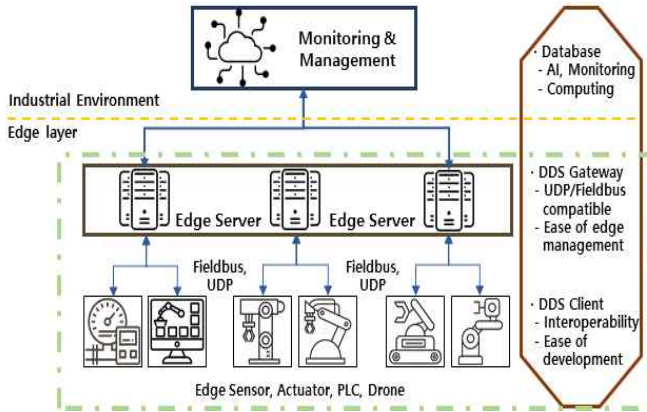 Monitoring &
Management
Industrial Environment
Edge layer
Edge Server
Edge Server
Fieldbus,
UDP
Fieldbus,
UDP
Edge Sensor, Actuator, PLC, Drone
· Database
- AI, Monitoring
- Computing
· DDS Gateway
- UDP/Fieldbus
compatible
- Ease of edge
management
· DDS Client
- Interoperability
- Ease of
development